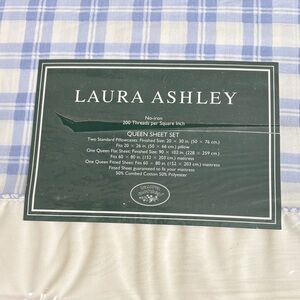 LAURA ASHLEY
No-iron
200 Threads per Square Inch
QUEEN SHEET SET
Two Standard Pillowcases: Finished Size: 20 × 30 in. (50 × 76 cm.)
Fits 20 × 26 in. (50 × 66 cm.) pillow
One Queen Flat Sheet: Finished Size: 90 × 102 in. (228 × 259 cm.)
Fits 60 × 80 in. (152 × 203 cm.) mattress
One Queen Fitted Sheet: Fits 60 × 80 in. (152 × 203 cm.) mattress
Fitted Sheet guaranteed to fit your mattress
50% Combed Cotton 50% Polyester